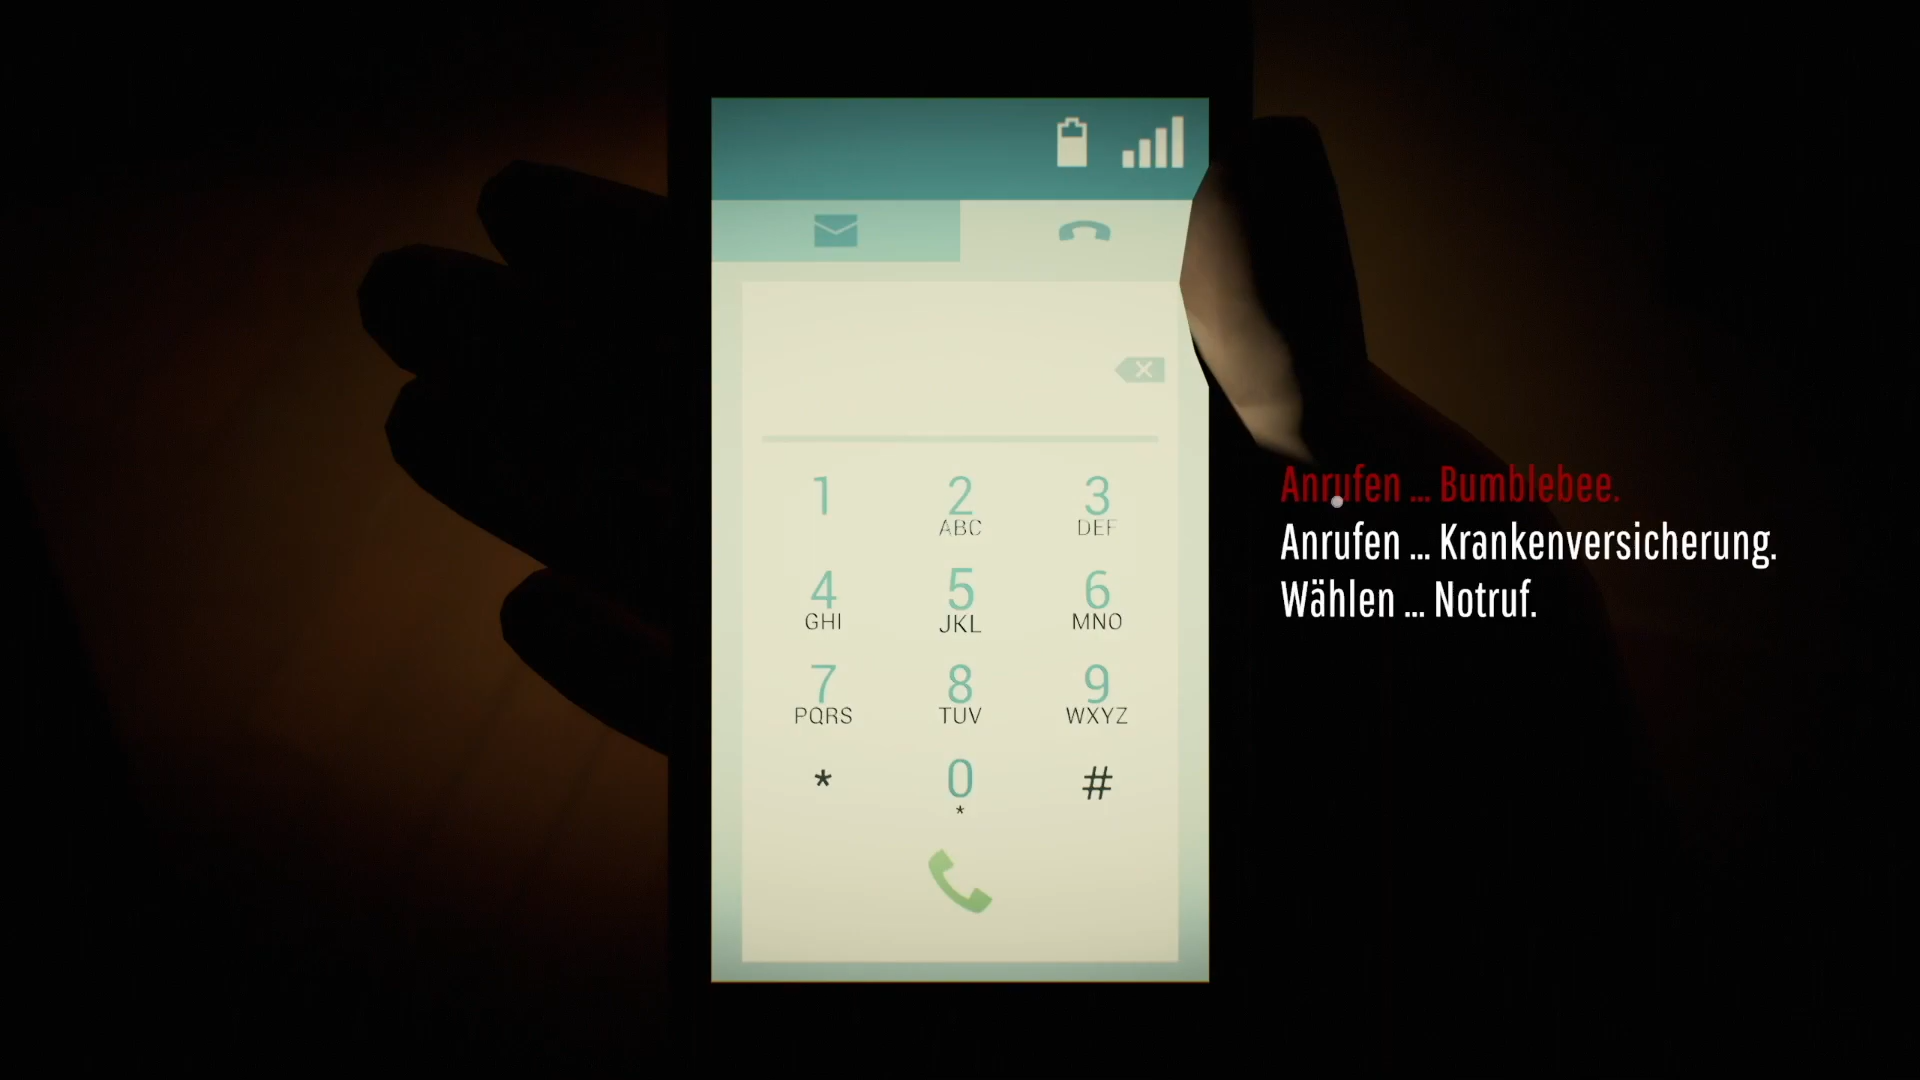 1
2
3
ABC
DEF
4
5
6
GHI
JKL
MNO
7
8
9
PQRS
TUV
WXYZ
*
0
#
*
Anrufen ... Bumblebee.
Anrufen ... Krankenversicherung.
Wählen ... Notruf.